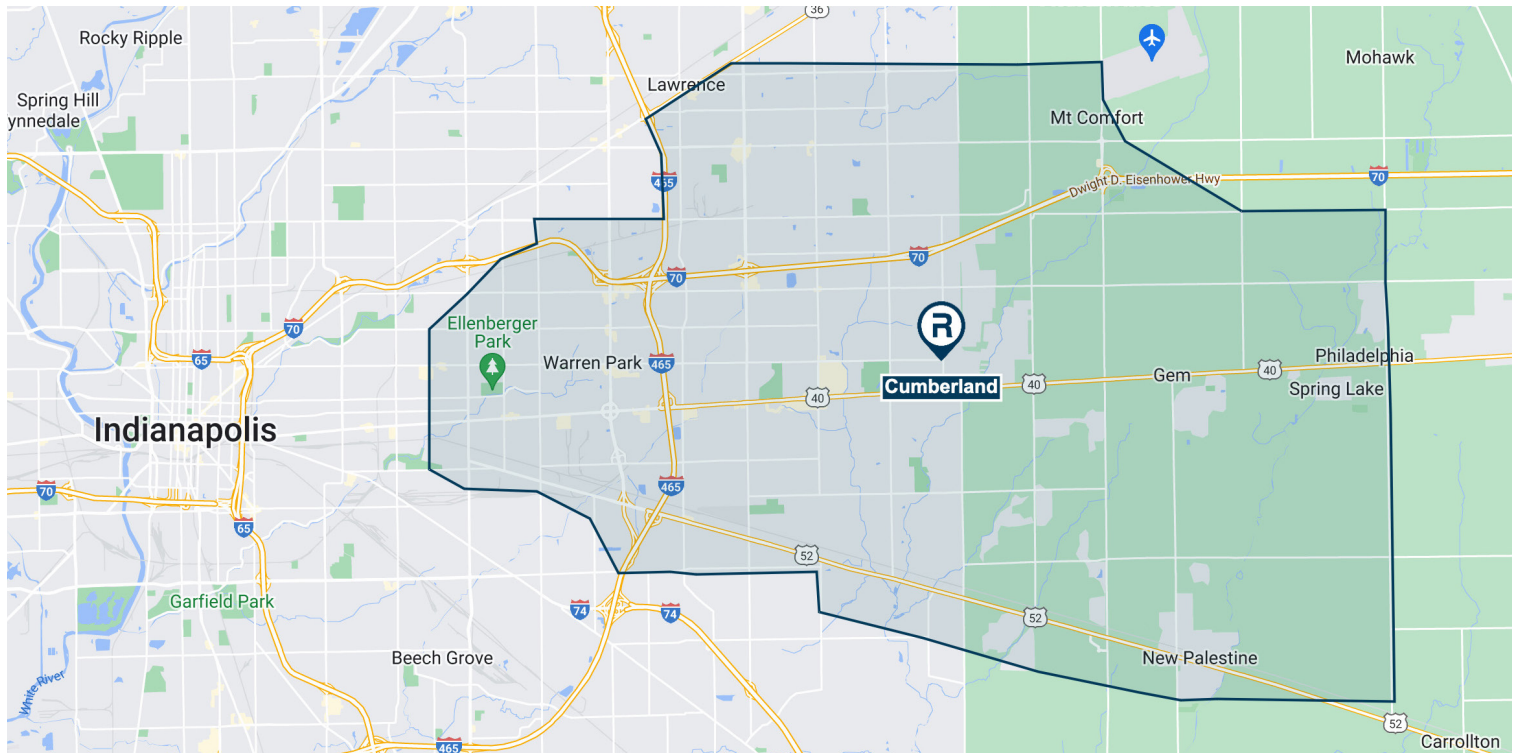 36
Rocky Ripple
Mohawk
Lawrence
Spring Hill
ynnedale
Mt Comfort
465
Dwight D. Eisenhower Hwy
70
70
70
R
Ellenberger
Park
70
65
Warren Park
465
Philadelphia
Gem
40
Cumberland
40
Spring Lake
40
Indianapolis
465
70
65
52
Garfield Park
74
74
52
Beech Grove
New Palestine
White River
52
465
Carrollton